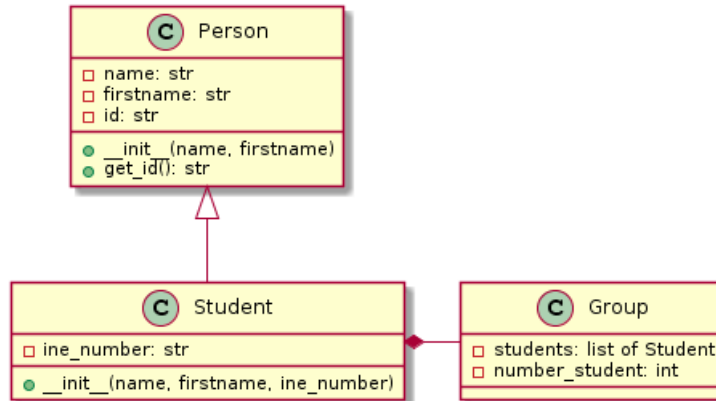 C Person
name: str
firstname: str
id: str
__init__(name, firstname)
get_id(): str
C Student
ine_number: str
__init__(name, firstname, ine_number)
C Group
students: list of Student
number_student: int